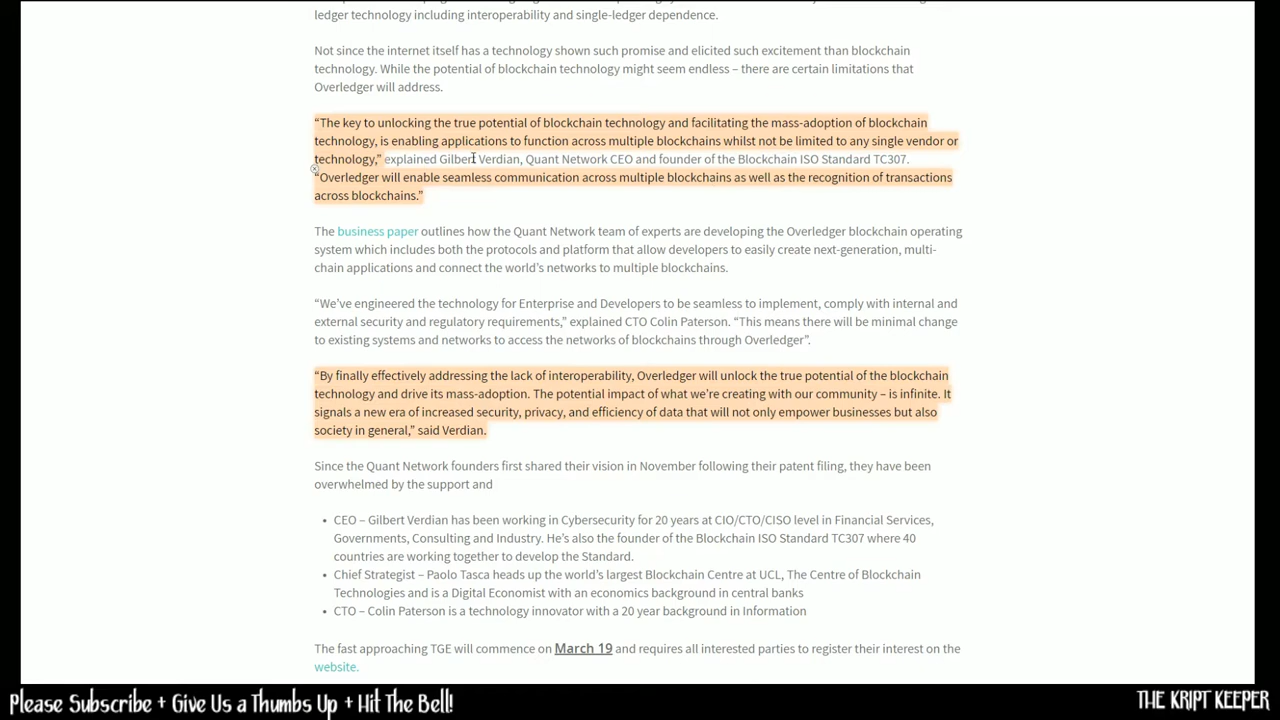 ledger technology including interoperability and single-ledger dependence.
Not since the internet itself has a technology shown such promise and elicited such excitement than blockchain
technology. While the potential of blockchain technology might seem endless – there are certain limitations that
Overledger will address.
“The key to unlocking the true potential of blockchain technology and facilitating the mass-adoption of blockchain
technology, is enabling applications to function across multiple blockchains whilst not be limited to any single vendor or
technology,” explained Gilbert Verdian, Quant Network CEO and founder of the Blockchain ISO Standard TC307.
“Overledger will enable seamless communication across multiple blockchains as well as the recognition of transactions
across blockchains.”
The business paper outlines how the Quant Network team of experts are developing the Overledger blockchain operating
system which includes both the protocols and platform that allow developers to easily create next-generation, multi-
chain applications and connect the world’s networks to multiple blockchains.
“We’ve engineered the technology for Enterprise and Developers to be seamless to implement, comply with internal and
external security and regulatory requirements,” explained CTO Colin Paterson. “This means there will be minimal change
to existing systems and networks to access the networks of blockchains through Overledger”.
“By finally effectively addressing the lack of interoperability, Overledger will unlock the true potential of the blockchain
technology and drive its mass-adoption. The potential impact of what we’re creating with our community – is infinite. It
signals a new era of increased security, privacy, and efficiency of data that will not only empower businesses but also
society in general,” said Verdian.
Since the Quant Network founders first shared their vision in November following their patent filing, they have been
overwhelmed by the support and
• CEO – Gilbert Verdian has been working in Cybersecurity for 20 years at CIO/CTO/CISO level in Financial Services,
Governments, Consulting and Industry. He’s also the founder of the Blockchain ISO Standard TC307 where 40
countries are working together to develop the Standard.
• Chief Strategist – Paolo Tasca heads up the world’s largest Blockchain Centre at UCL, The Centre of Blockchain
Technologies and is a Digital Economist with an economics background in central banks
• CTO – Colin Paterson is a technology innovator with a 20 year background in Information
The fast approaching TGE will commence on March 19 and requires all interested parties to register their interest on the
website.
Please Subscribe + Give Us a Thumbs Up + Hit The Bell!
THE KRIPT KEEPER